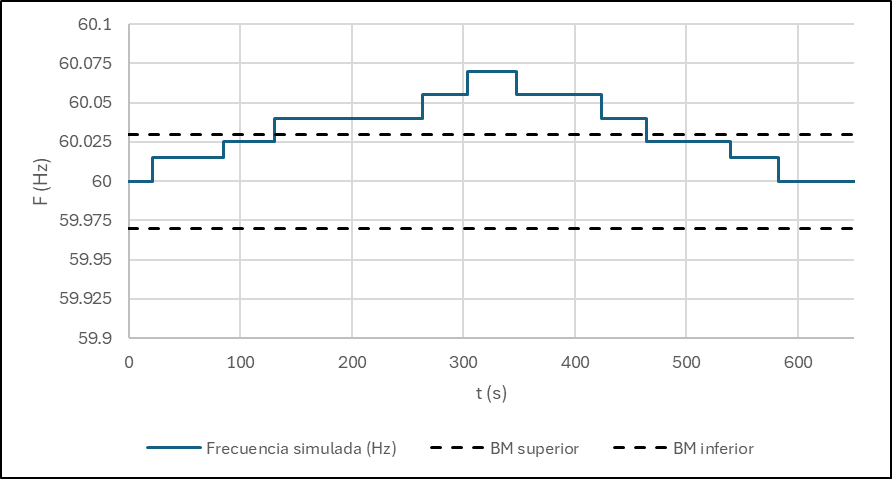 60.1
60.075
60.05
60.025
60
59.975
59.95
59.925
59.9
F (Hz)
0 100 200 300 400 500 600
t (s)
Frecuencia simulada (Hz) BM superior BM inferior